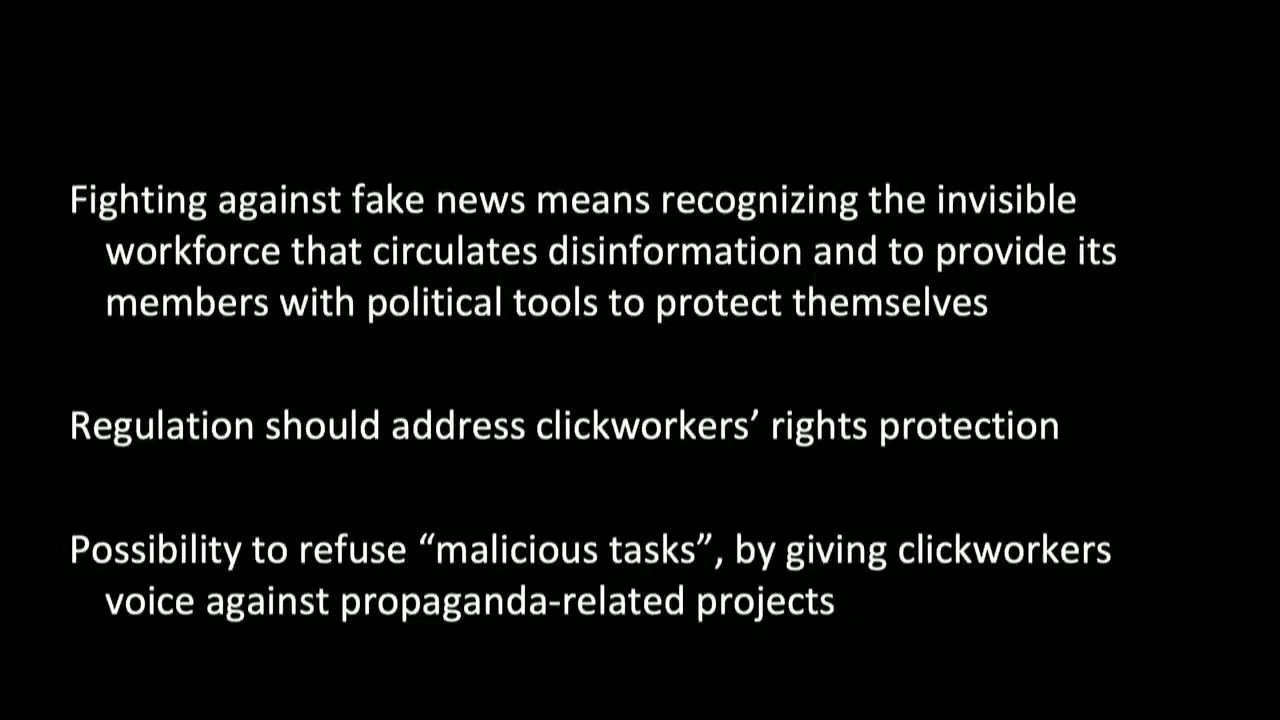 Fighting against fake news means recognizing the invisible
workforce that circulates disinformation and to provide its
members with political tools to protect themselves
Regulation should address clickworkers’ rights protection
Possibility to refuse “malicious tasks”, by giving clickworkers
voice against propaganda-related projects